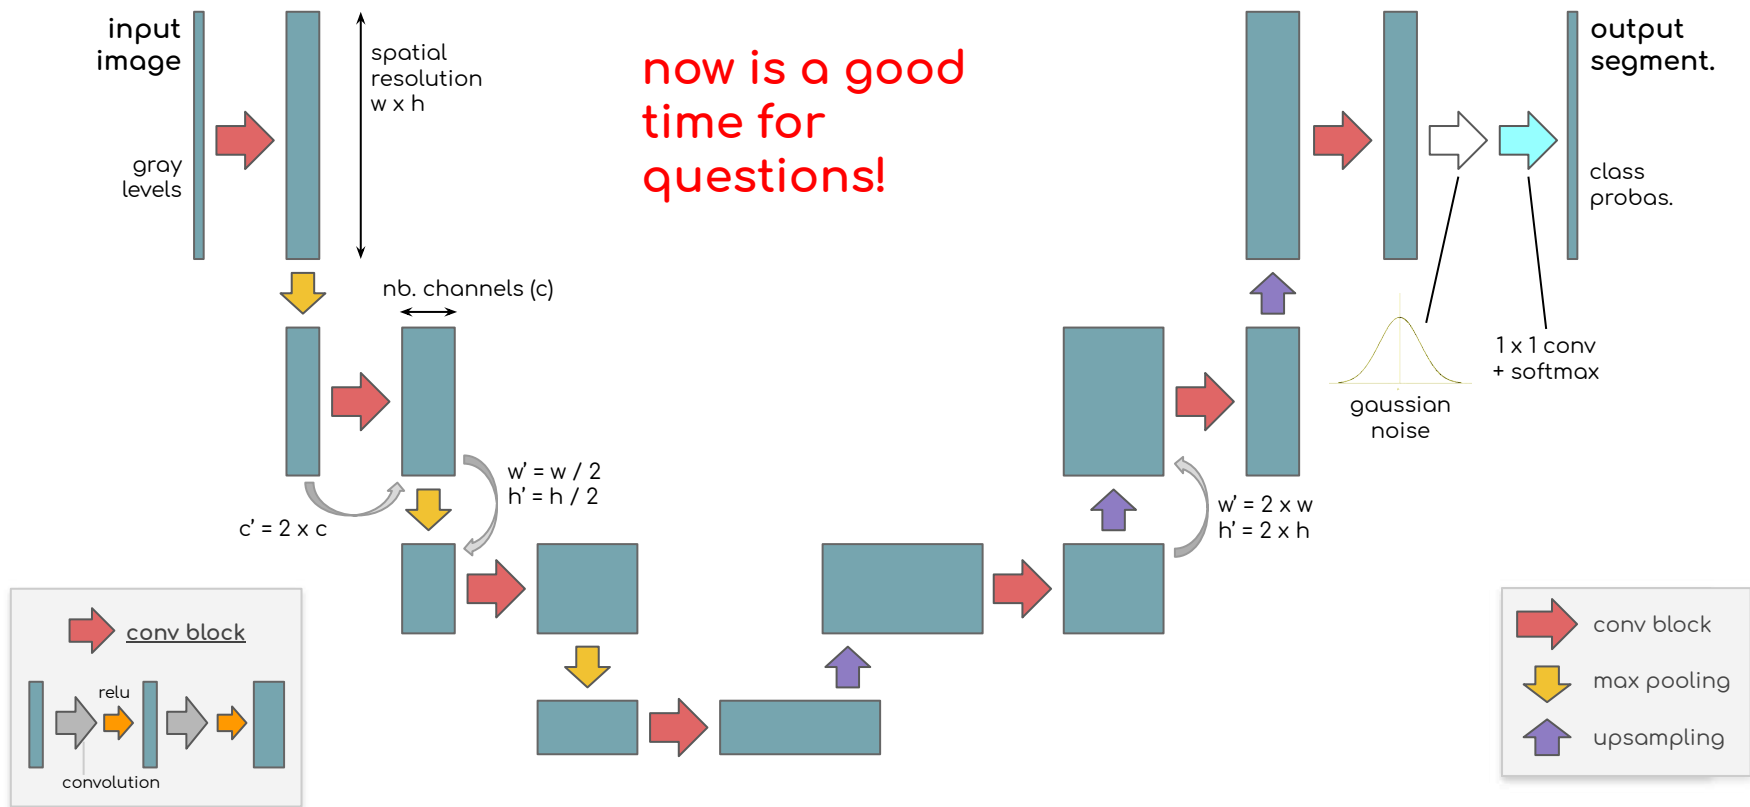 input
image
gray
levels
spatial
resolution
w x h
now is a good
time for
questions!
output
segment.
class
probas.
nb. channels (c)
1 x 1 conv
+ softmax
gaussian
noise
w' = w / 2
h' = h / 2
c' = 2 x c
w' = 2 x w
h' = 2 x h
conv block
relu
convolution
conv block
max pooling
upsampling